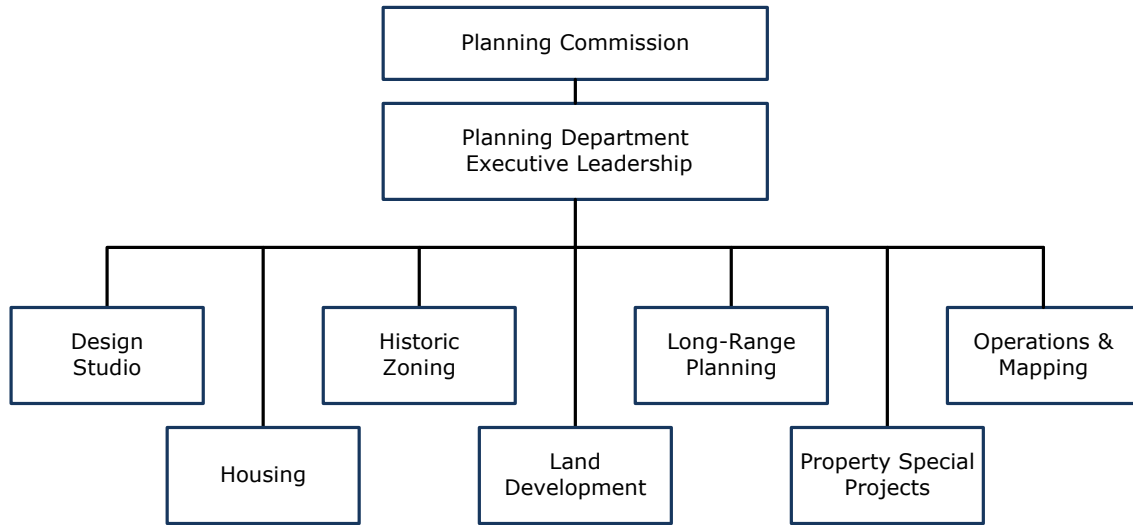 Planning Commission
Planning Department
Executive Leadership
Design
Studio
Historic
Zoning
Long-Range
Planning
Operations &
Mapping
Housing
Land
Development
Property Special
Projects